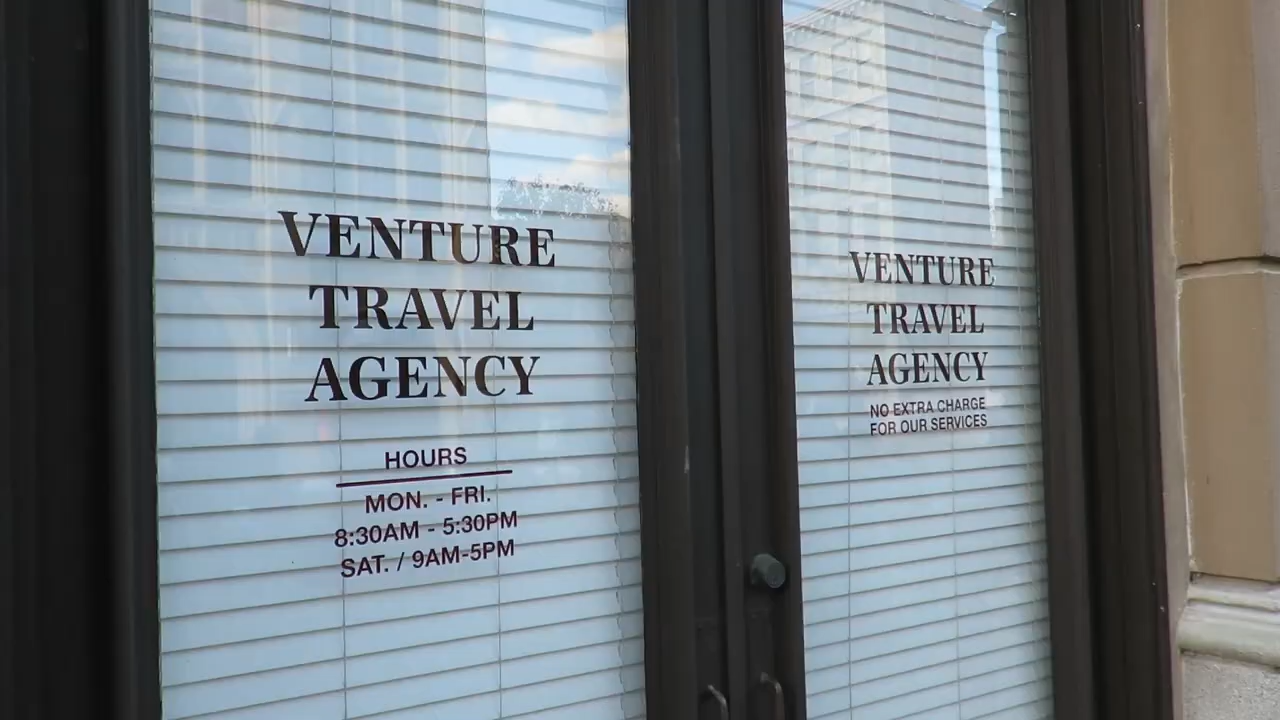 VENTURE
TRAVEL
AGENCY
HOURS
MON. - FRI.
8:30AM - 5:30PM
SAT. / 9AM-5PM
VENTURE
TRAVEL
AGENCY
NO EXTRA CHARGE
FOR OUR SERVICES